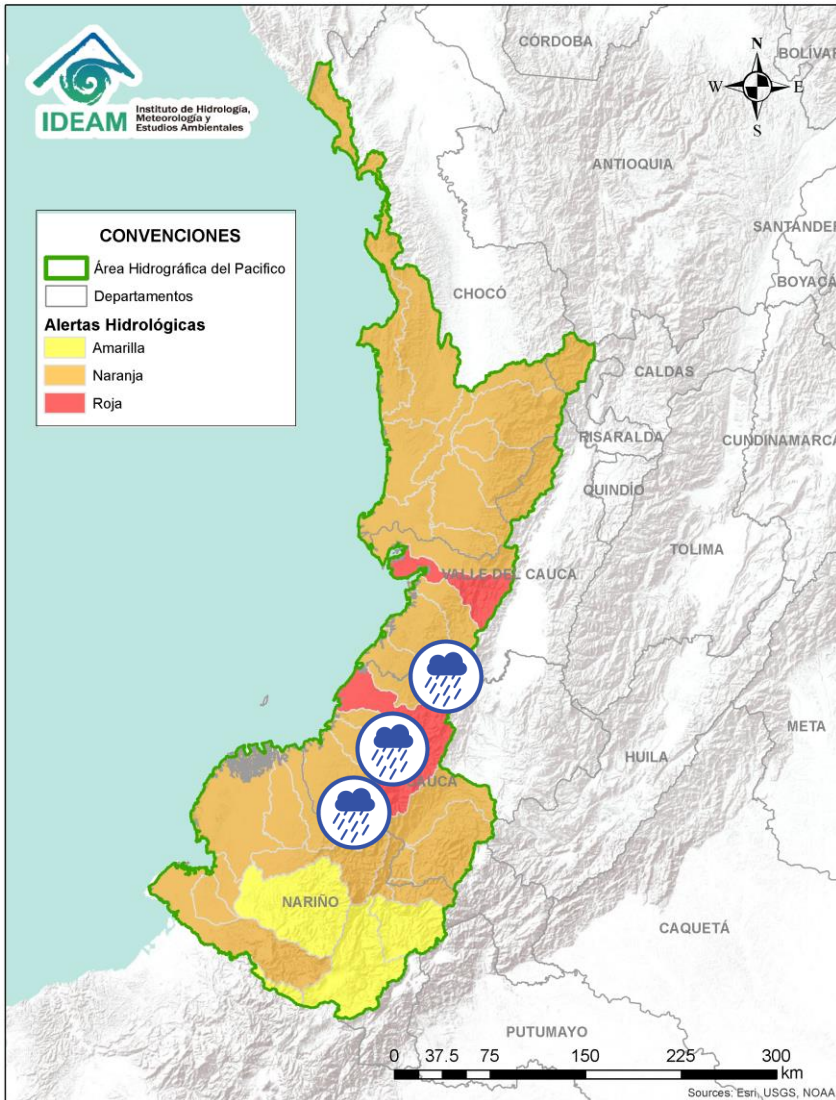 IDEAM
Instituto de Hidrología,
Meteorología y
Estudios Ambientales
CÓRDOBA
BOLÍVAR
N
W
E
S
ANTIOQUIA
SANTANDER
BOYACÁ
CONVENCIONES
Área Hidrográfica del Pacifico
Departamentos
Alertas Hidrológicas
Amarilla
Naranja
Roja
CHOCÓ
CALDAS
RISARALDA
CUNDINAMARCA
QUINDÍO
TOLIMA
VALLE DEL CAUCA
META
HUILA
AUCA
NARIÑO
CAQUETÁ
PUTUMAYO
0 37.5 75 150 225 300
km
Sources: Esri, USGS, NOAA